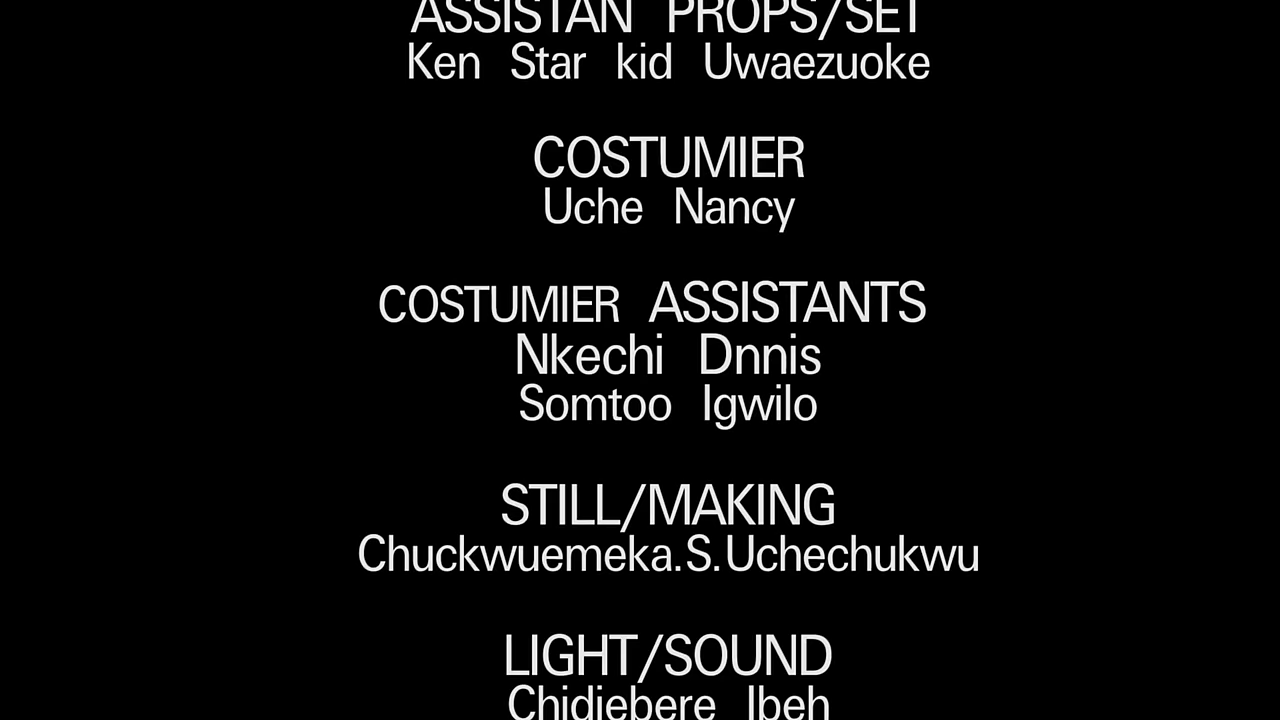 ASSISTAN PROPS/SET
Ken Star kid Uwaezuoke
COSTUMIER
Uche Nancy
COSTUMIER ASSISTANTS
Nkechi Dnnis
Somtoo Igwilo
STILL/MAKING
Chuckwuemeka.S.Uchechukwu
LIGHT/SOUND
Chidiebere Ibeh